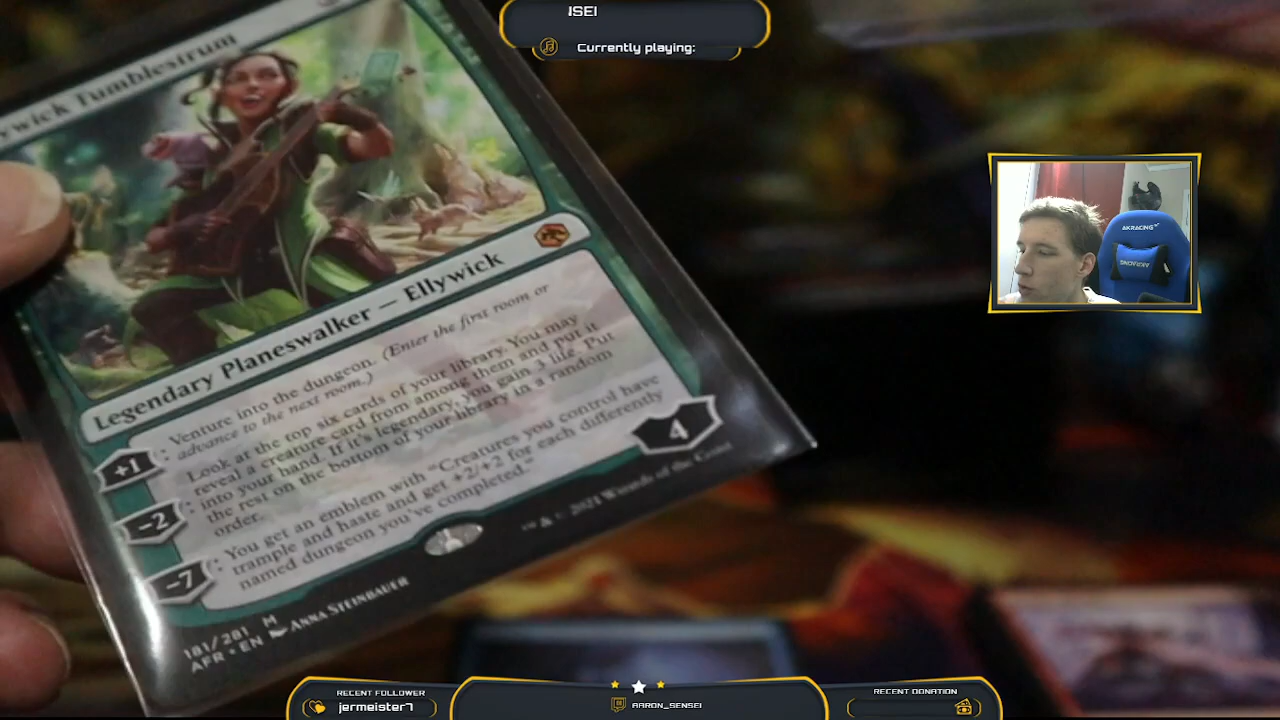 ISEI
Currently playing:
Tumblestrum
Legendary Planeswalker — Ellywick
+1: Venture into the dungeon. (Enter the first room or
advance to the next room.)
-2: Look at the top six cards of your library. You may
reveal a creature card from among them and put it
into your hand. If it's legendary, you gain 3 life. Put
the rest on the bottom of your library in a random
order.
-7: You get an emblem with "Creatures you control have
trample and haste and get +2/+2 for each differently
named dungeon you've completed."
4
181/281 M
AFR • EN ANNA STEINBAUER
© 2021 Wizards of the Coast
AKRACING
AKRACING
RECENT FOLLOWER
jermeister7
AARON_SENSEI
RECENT DONATION